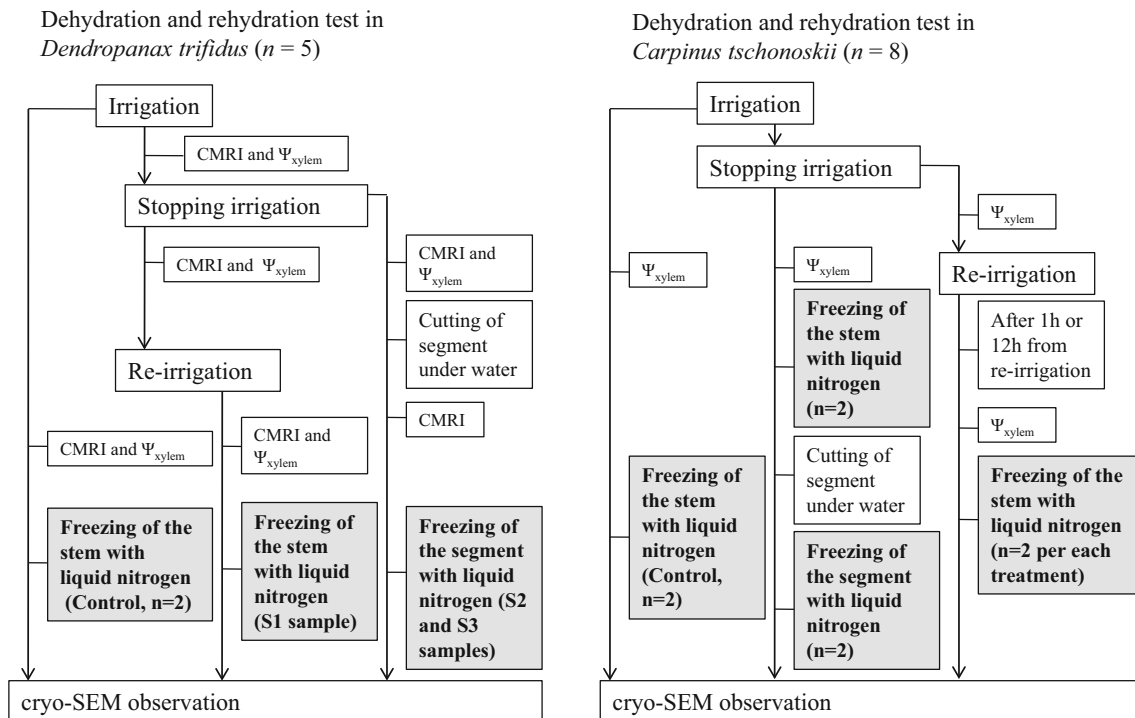 Dehydration and rehydration test in
Dendropanax trifidus (n = 5)
Irrigation
CMRI and Ψxylem
Stopping irrigation
CMRI and Ψxylem
CMRI and
Ψxylem
Cutting of
segment
under water
Re-irrigation
CMRI
CMRI and Ψxylem
CMRI and
Ψxylem
Freezing of the
stem with
liquid nitrogen
(Control, n=2)
Freezing of
the stem
with liquid
nitrogen
(S1 sample)
Freezing of
the segment
with liquid
nitrogen (S2
and S3
samples)
cryo-SEM observation
Dehydration and rehydration test in
Carpinus tschonoskii (n = 8)
Irrigation
Stopping irrigation
Ψxylem
Ψxylem
Ψxylem
Re-irrigation
Freezing of
the stem
with liquid
nitrogen
(n=2)
After 1h or
12h from
re-irrigation
Ψxylem
Cutting of
segment
under water
Freezing of
the stem
with liquid
nitrogen
(Control,
n=2)
Freezing of the
stem with
liquid nitrogen
(n=2 per each
treatment)
Freezing of
the segment
with liquid
nitrogen
(n=2)
cryo-SEM observation